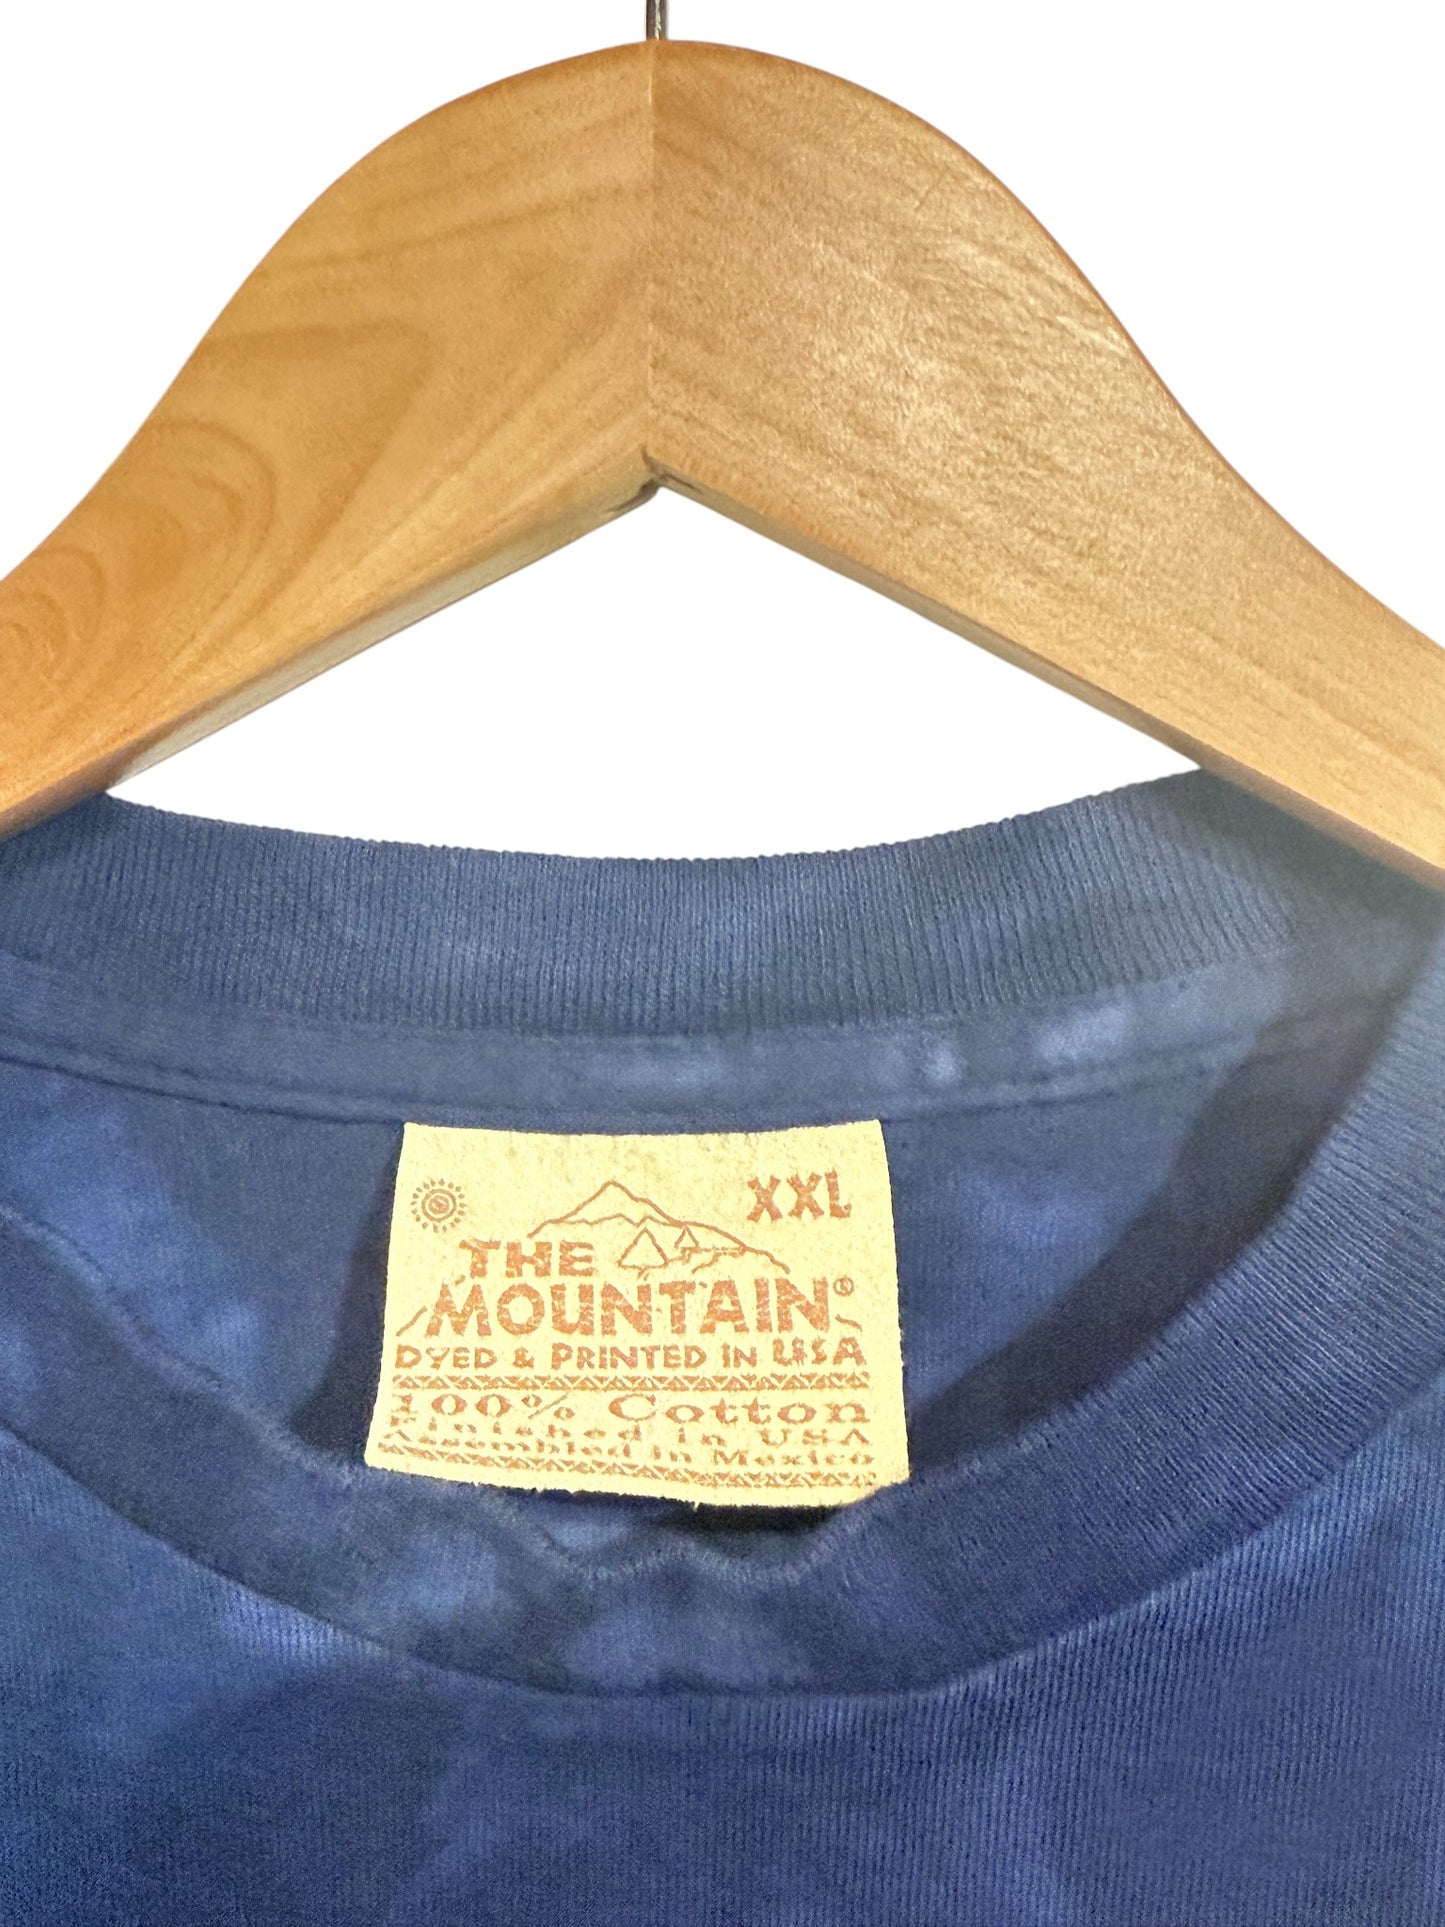 XXL
THE
MOUNTAIN®
DYED & PRINTED IN USA
100% Cotton
Finished in USA
Assembled in Mexico